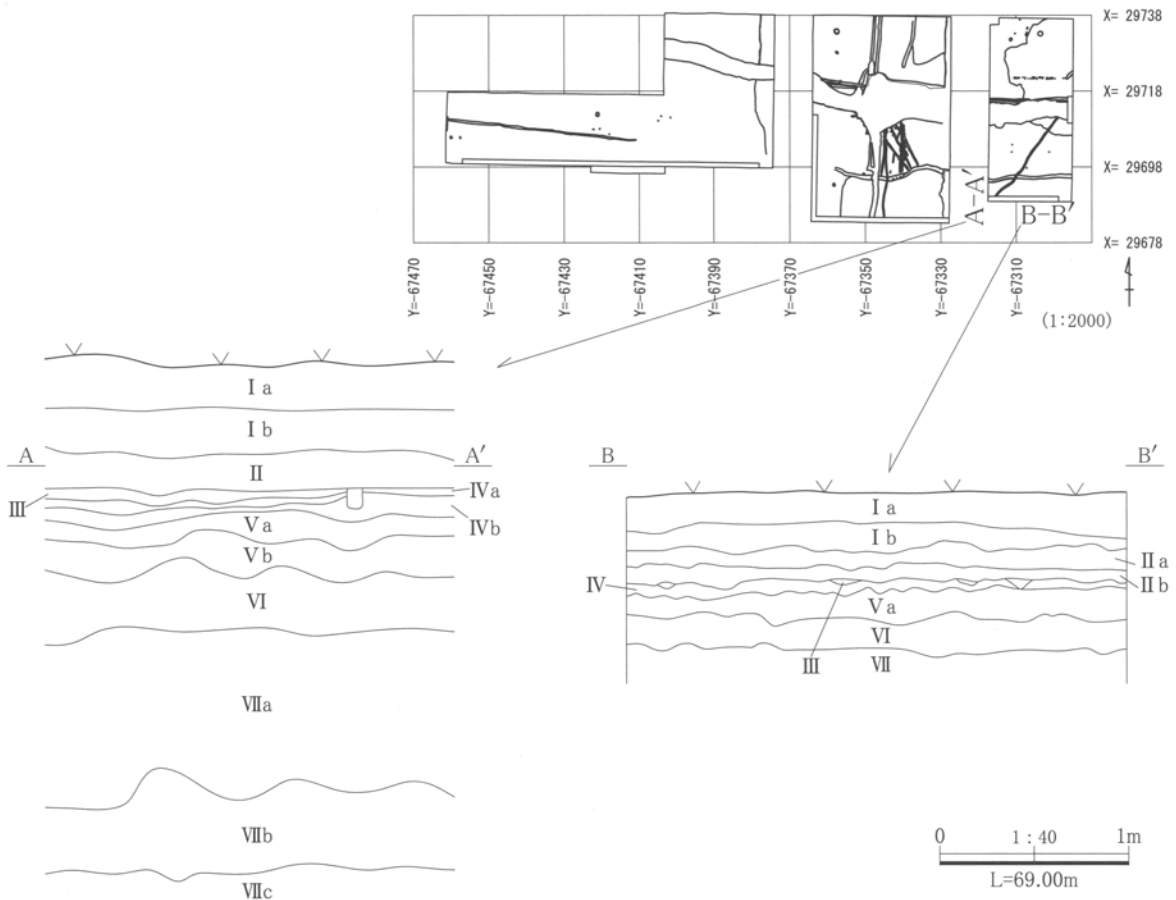 X= 29738
X= 29718
X= 29698
X= 29678
A-A′
B-B′
Y=-67470
Y=-67450
Y=-67430
Y=-67410
Y=-67390
Y=-67370
Y=-67350
Y=-67330
Y=-67310
(1:2000)
Ⅰa
Ⅰb
A
A′
Ⅱ
Ⅲ
Ⅳa
Ⅳb
Ⅴa
Ⅴb
Ⅵ
Ⅶa
Ⅶb
Ⅶc
B
B′
Ⅰa
Ⅰb
Ⅱa
Ⅱb
Ⅳ
Ⅴa
Ⅵ
Ⅲ
Ⅶ
0 1:40 1m
L=69.00m